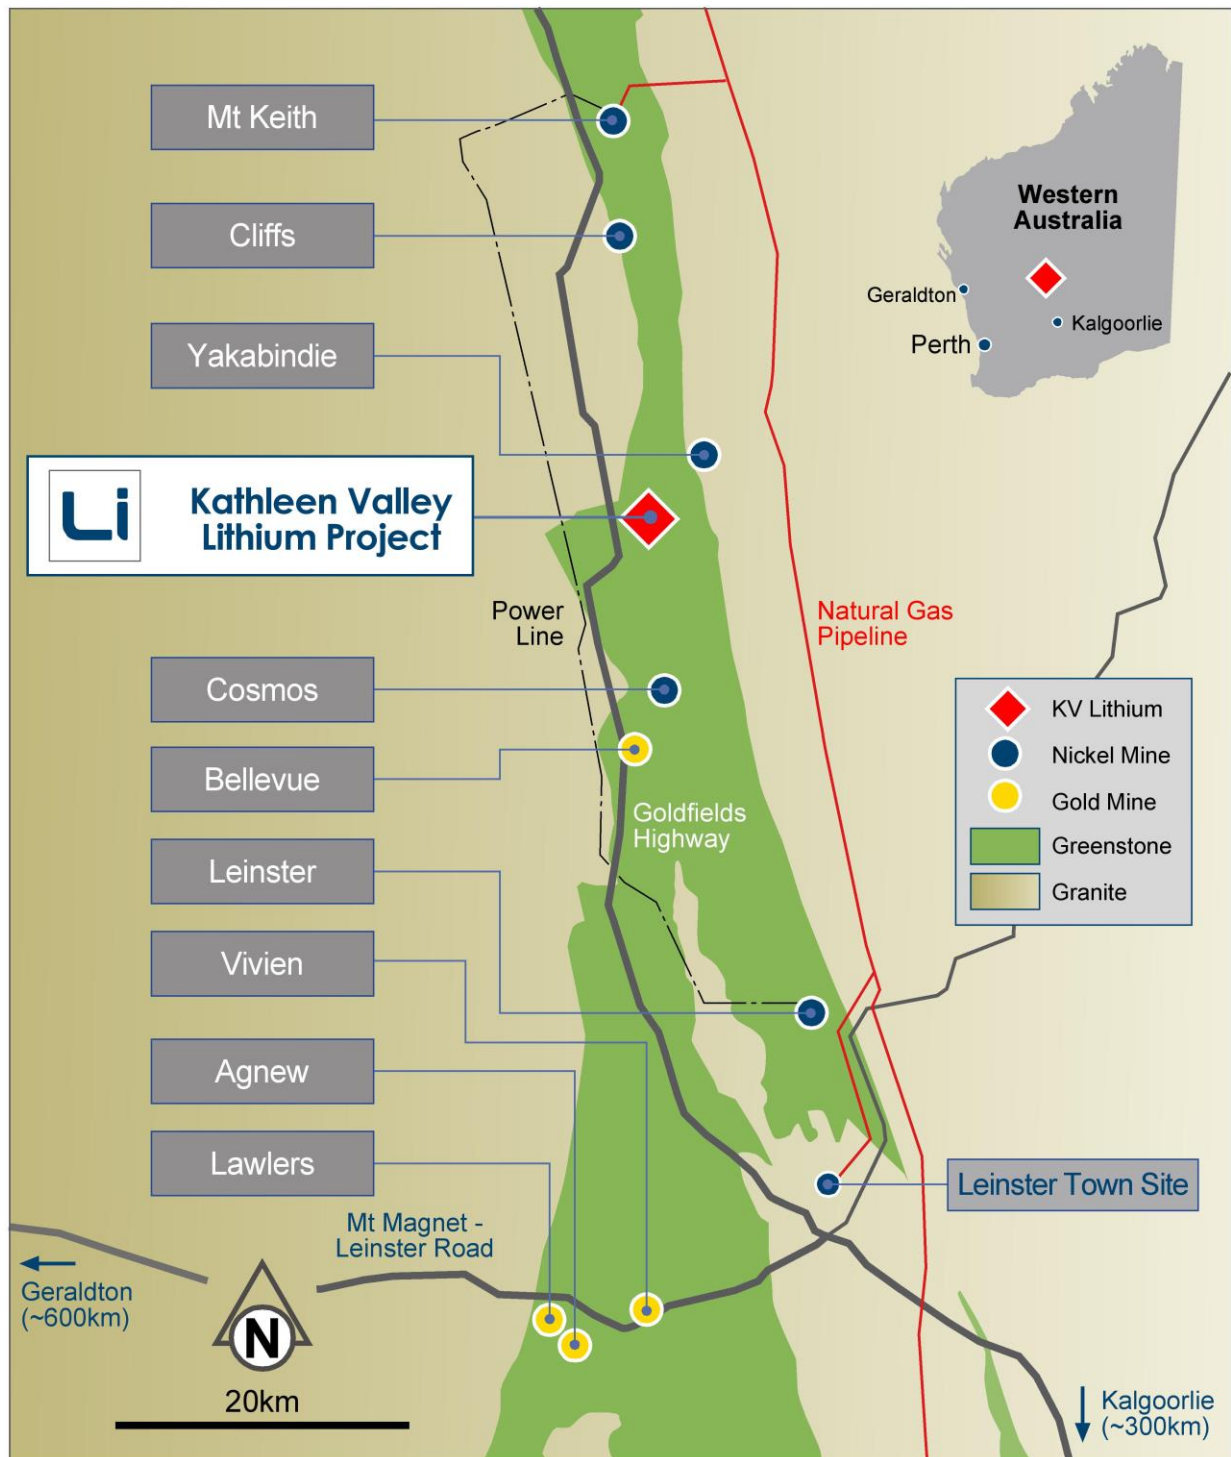 Mt Keith
Cliffs
Yakabindie
Li
Kathleen Valley
Lithium Project
Cosmos
Bellevue
Leinster
Vivien
Agnew
Lawlers
Power
Line
Goldfields
Highway
Natural Gas
Pipeline
Western
Australia
Geraldton
Kalgoorlie
Perth
KV Lithium
Nickel Mine
Gold Mine
Greenstone
Granite
Leinster Town Site
Mt Magnet -
Leinster Road
Geraldton
(~600km)
N
20km
Kalgoorlie
(~300km)